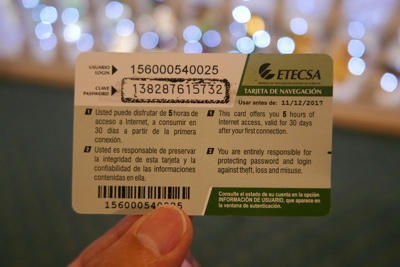 USUARIO
LOGIN
156000540025
CLAVE
PASSWORD
138287615732
ETECSA
TARJETA DE NAVEGACIÓN
Usar antes de: 11/12/2017
1 Usted puede disfrutar de 5 horas de
acceso a Internet, a consumir en
30 días a partir de la primera
conexión.
2 Usted es responsable de preservar
la integridad de esta tarjeta y la
confiabilidad de las informaciones
contenidas en ella.
1 This card offers you 5 hours of
Internet access, valid for 30 days
after your first connection.
2 You are entirely responsible for
protecting password and login
against theft, loss and misuse.
156000540025
Consulte el estado de su cuenta en la opción
INFORMACIÓN DE USUARIO, que aparece en
la ventana de autenticación.